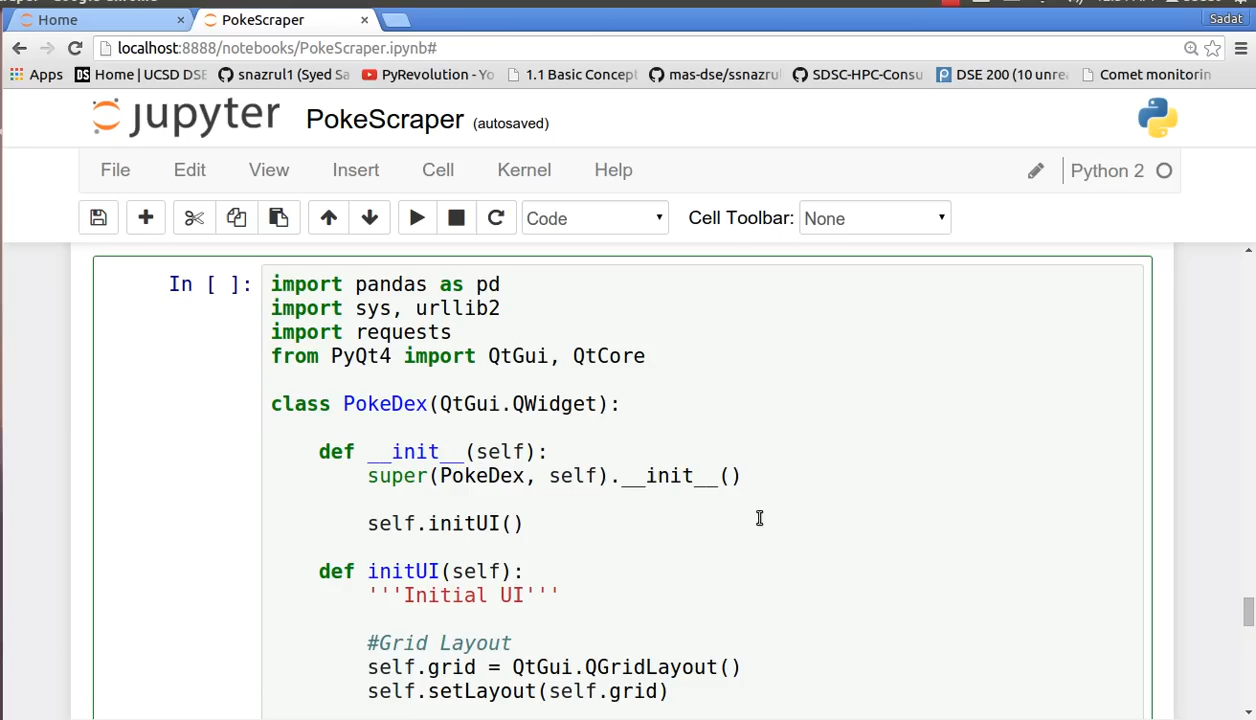 Home ×
PokeScraper ×
Sadat
localhost:8888/notebooks/PokeScraper.ipynb#
Apps
Home | UCSD DSE
snazrul1 (Syed Sa
PyRevolution - Yo
1.1 Basic Concept
mas-dse/ssnazrul
SDSC-HPC-Consu
DSE 200 (10 unre
Comet monitorin
jupyter PokeScraper (autosaved)
File Edit View Insert Cell Kernel Help Python 2
Code Cell Toolbar: None
In [ ]: import pandas as pd
import sys, urllib2
import requests
from PyQt4 import QtGui, QtCore
class PokeDex(QtGui.QWidget):
def __init__(self):
super(PokeDex, self).__init__()
self.initUI()
def initUI(self):
'''Initial UI'''
#Grid Layout
self.grid = QtGui.QGridLayout()
self.setLayout(self.grid)